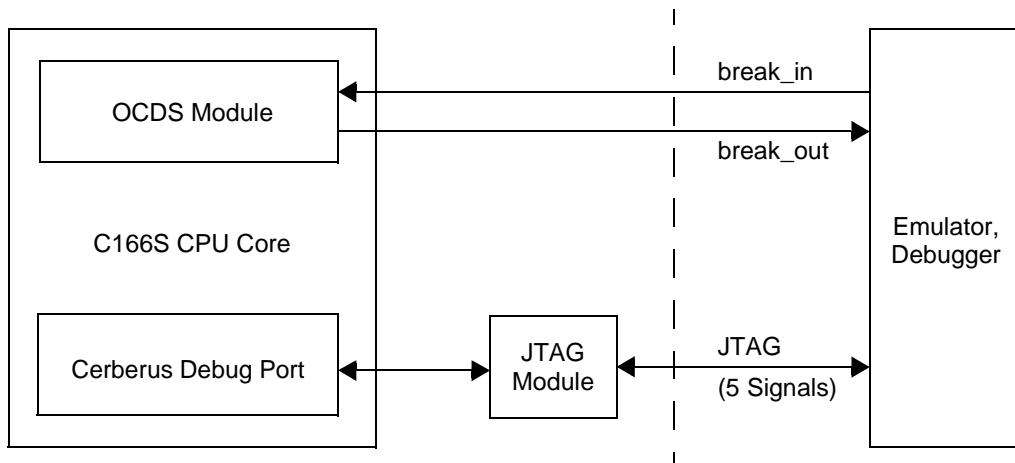 break_in
OCDS Module
break_out
C166S CPU Core
Emulator,
Debugger
Cerberus Debug Port
JTAG
Module
JTAG
(5 Signals)